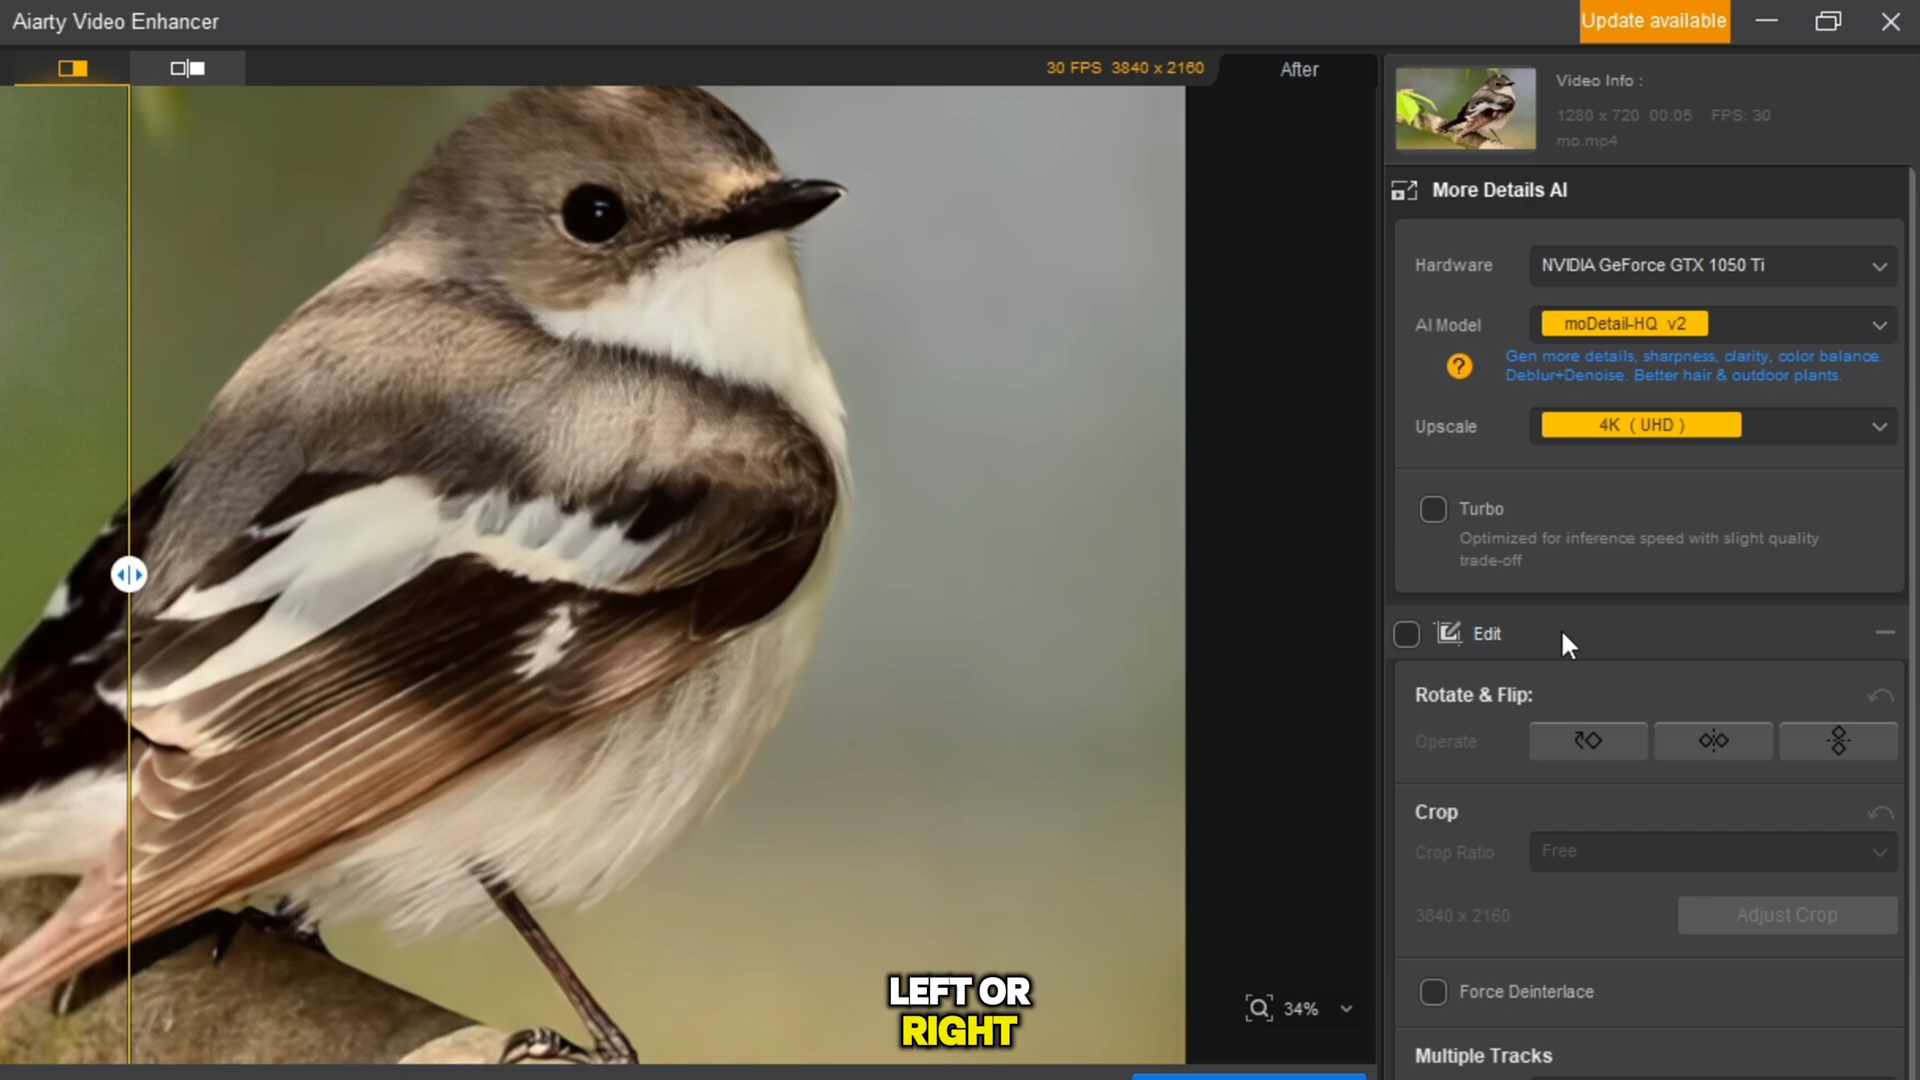 Aiarty Video Enhancer
Update available
30 FPS 3840 x 2160
After
Video Info :
1280 x 720 00:05 FPS: 30
mo.mp4
More Details AI
Hardware
NVIDIA GeForce GTX 1050 Ti
AI Model
moDetail-HQ v2
?
Gen more details, sharpness, clarity, color balance.
Deblur+Denoise. Better hair & outdoor plants.
Upscale
4K ( UHD )
Turbo
Optimized for inference speed with slight quality
trade-off
Edit
Rotate & Flip:
Operate
Crop
Crop Ratio
Free
3840 x 2160
Adjust Crop
Force Deinterlace
Multiple Tracks
34%
LEFT OR
RIGHT